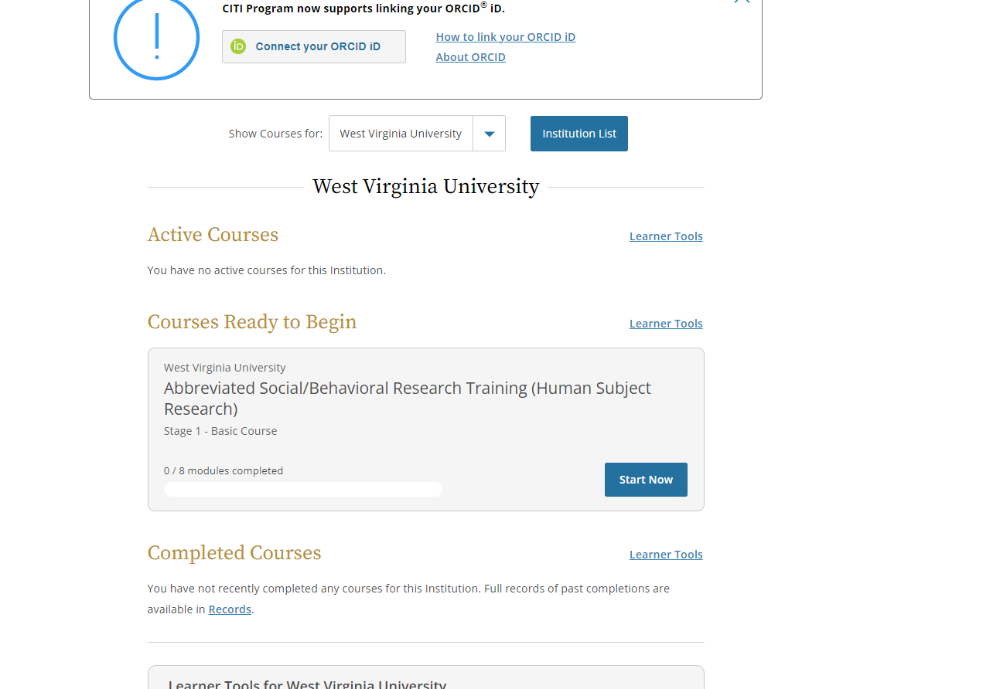 CITI Program now supports linking your ORCID® iD.
iD Connect your ORCID iD
How to link your ORCID iD
About ORCID
Show Courses for: West Virginia University Institution List
West Virginia University
Active Courses Learner Tools
You have no active courses for this Institution.
Courses Ready to Begin Learner Tools
West Virginia University
Abbreviated Social/Behavioral Research Training (Human Subject
Research)
Stage 1 - Basic Course
0 / 8 modules completed
Start Now
Completed Courses Learner Tools
You have not recently completed any courses for this Institution. Full records of past completions are
available in Records.
Learner Tools for West Virginia University